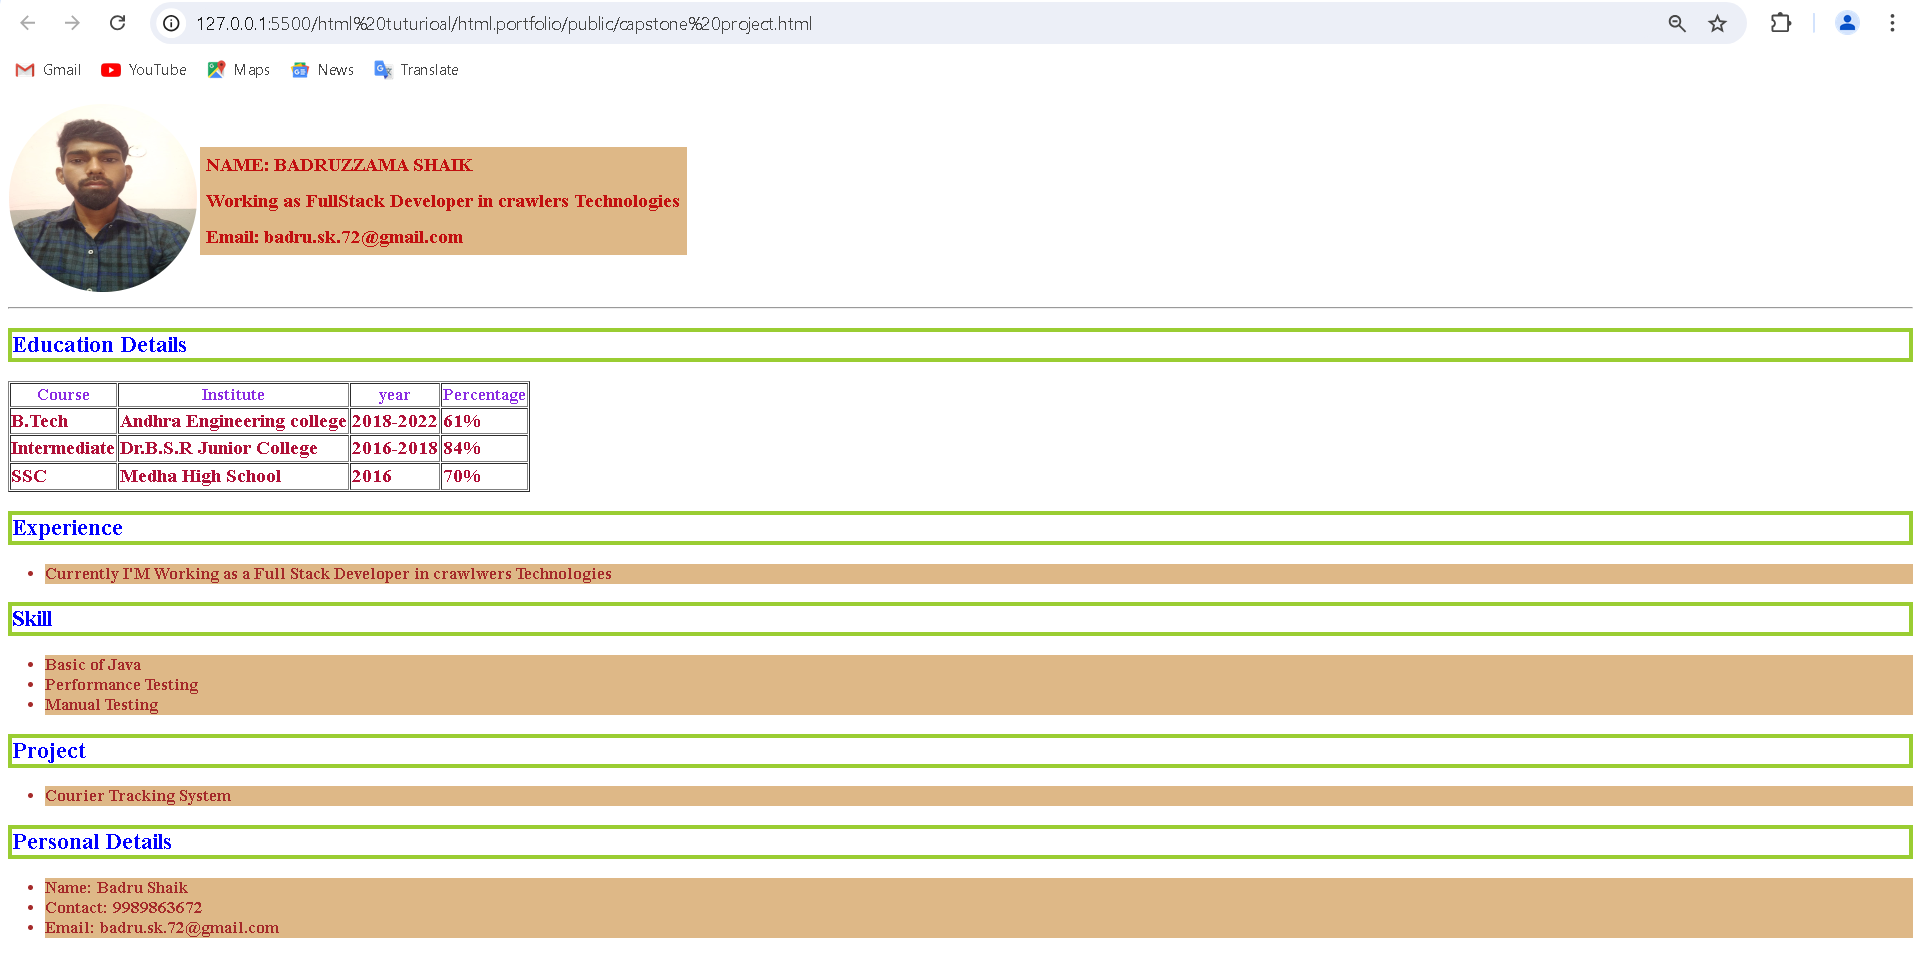 127.0.0.1:5500/html%20tuturioal/html.portfolio/public/capstone%20project.html
Gmail YouTube Maps News Translate
NAME: BADRUZZAMA SHAIK
Working as FullStack Developer in crawlers Technologies
Email: badru.sk.72@gmail.com
Education Details
Course Institute year Percentage
B.Tech Andhra Engineering college 2018-2022 61%
Intermediate Dr.B.S.R Junior College 2016-2018 84%
SSC Medha High School 2016 70%
Experience
• Currently I'M Working as a Full Stack Developer in crawlwers Technologies
Skill
• Basic of Java
• Performance Testing
• Manual Testing
Project
• Courier Tracking System
Personal Details
• Name: Badru Shaik
• Contact: 9989863672
• Email: badru.sk.72@gmail.com